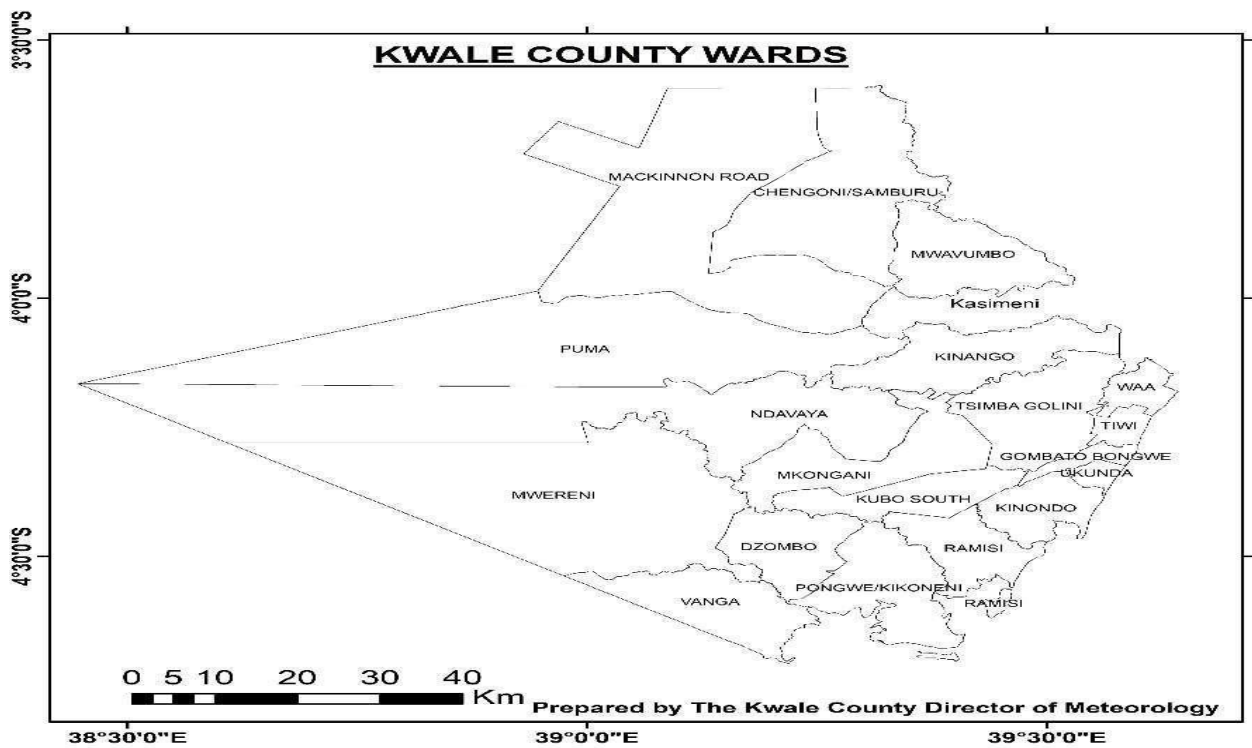 KWALE COUNTY WARDS
3°30'0"S
4°0'0"S
4°30'0"S
MACKINNON ROAD
CHENGONI/SAMBURU
MWAVUMBO
Kasimeni
PUMA
KINANGO
WAA
TSIMBA GOLINI
NDAVAYA
TIWI
GOMBATO BONGWE
UKUNDA
MKONGANI
MWERENI
KUBO SOUTH
KINONDO
DZOMBO
RAMISI
PONGWE/KIKONENI
VANGA
RAMISI
0 5 10 20 30 40
Km
Prepared by The Kwale County Director of Meteorology
38°30'0"E 39°0'0"E 39°30'0"E